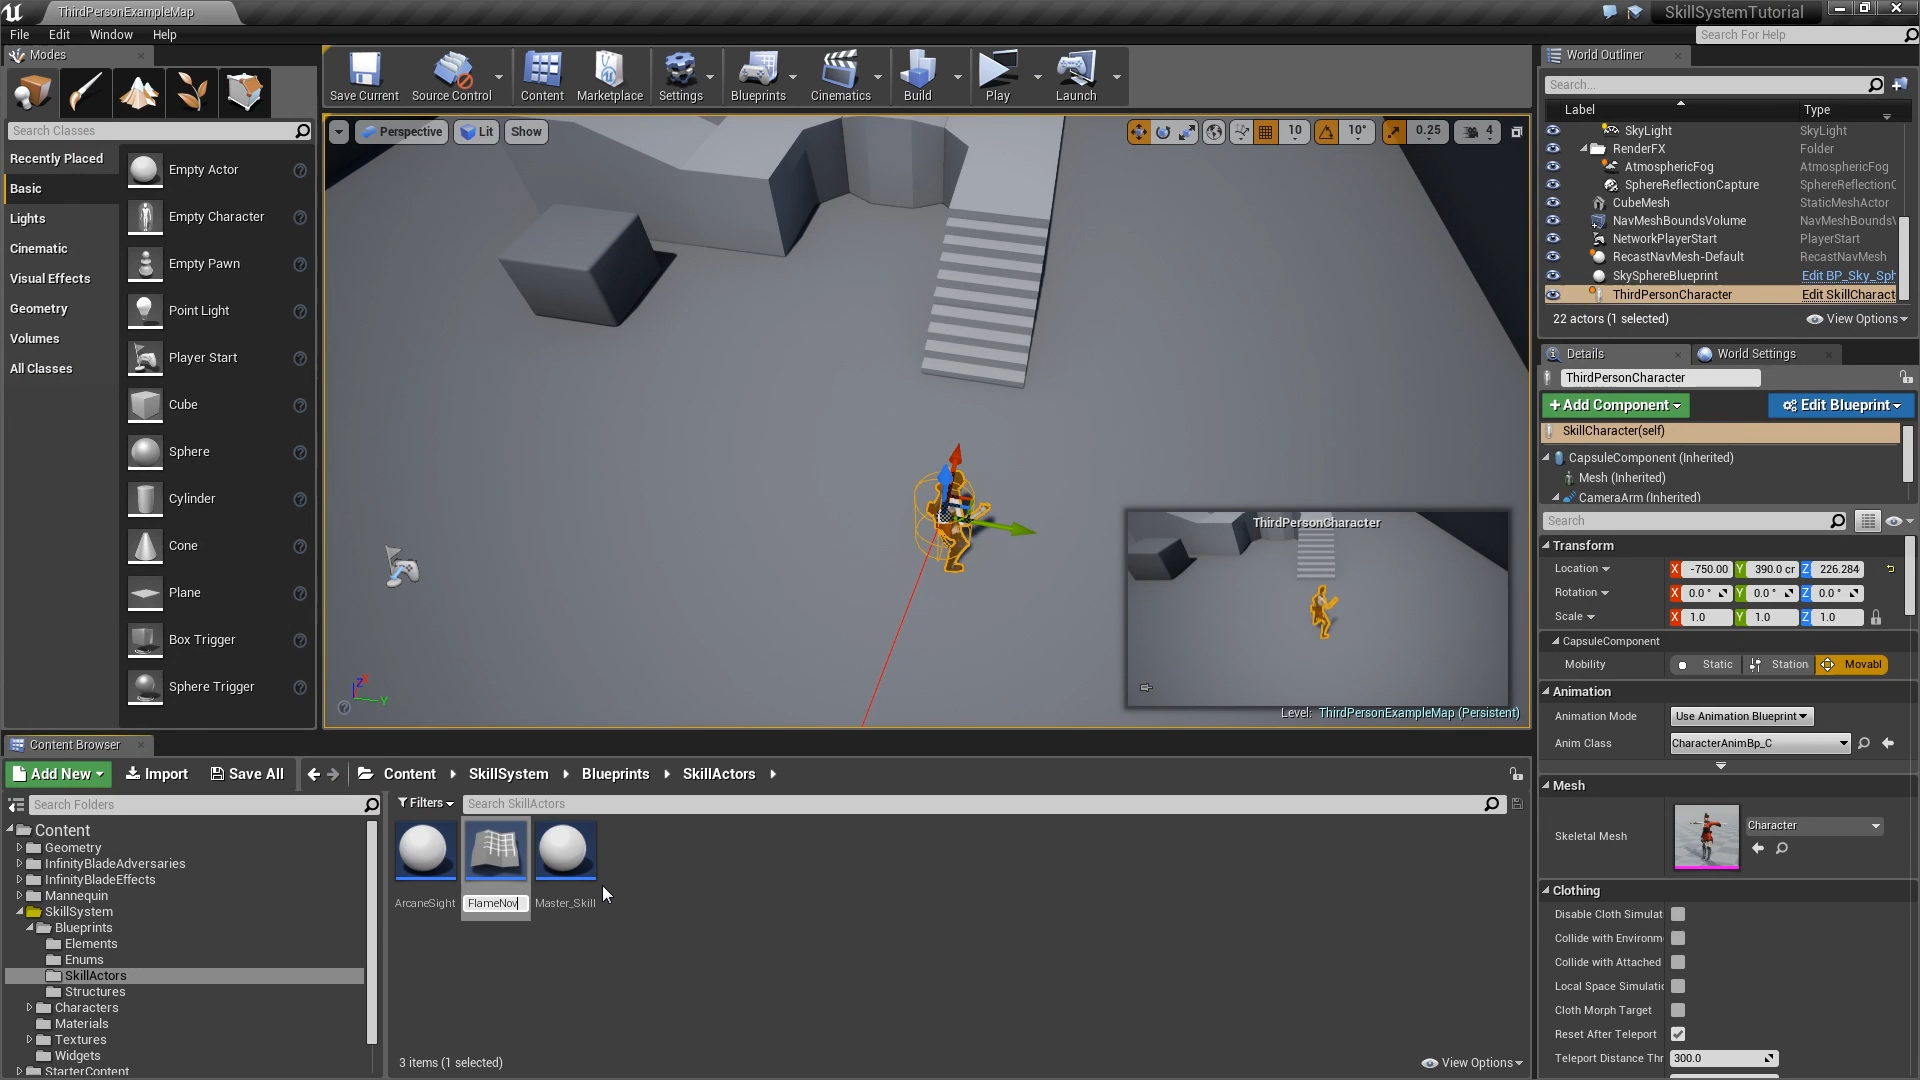 ThirdPersonExampleMap
SkillSystemTutorial
File Edit Window Help
Search For Help
Modes
Save Current Source Control Content Marketplace Settings Blueprints Cinematics Build Play Launch
Search Classes
Recently Placed
Basic
Lights
Cinematic
Visual Effects
Geometry
Volumes
All Classes
Empty Actor
Empty Character
Empty Pawn
Point Light
Player Start
Cube
Sphere
Cylinder
Cone
Plane
Box Trigger
Sphere Trigger
Perspective Lit Show
10 10° 0.25 4
ThirdPersonCharacter
Level: ThirdPersonExampleMap (Persistent)
World Outliner
Search...
Label Type
SkyLight SkyLight
RenderFX Folder
AtmosphericFog AtmosphericFog
SphereReflectionCapture SphereReflectionC
CubeMesh StaticMeshActor
NavMeshBoundsVolume NavMeshBoundsV
NetworkPlayerStart PlayerStart
RecastNavMesh-Default RecastNavMesh
SkySphereBlueprint Edit BP_Sky_Sph
ThirdPersonCharacter Edit SkillCharact
22 actors (1 selected) View Options
Details World Settings
ThirdPersonCharacter
+Add Component Edit Blueprint
SkillCharacter(self)
CapsuleComponent (Inherited)
Mesh (Inherited)
CameraArm (Inherited)
Search
Transform
Location X -750.00 Y 390.0 cr Z 226.284
Rotation X 0.0 ° Y 0.0 ° Z 0.0 °
Scale X 1.0 Y 1.0 Z 1.0
CapsuleComponent
Mobility Static Station Movabl
Animation
Animation Mode Use Animation Blueprint
Anim Class CharacterAnimBp_C
Mesh
Skeletal Mesh Character
Clothing
Disable Cloth Simulat
Collide with Environm
Collide with Attached
Local Space Simulatic
Cloth Morph Target
Reset After Teleport
Teleport Distance Thr 300.0
Content Browser
Add New Import Save All Content SkillSystem Blueprints SkillActors
Search Folders
Filters Search SkillActors
Content
Geometry
InfinityBladeAdversaries
InfinityBladeEffects
Mannequin
SkillSystem
Blueprints
Elements
Enums
SkillActors
Structures
Characters
Materials
Textures
Widgets
StarterContent
ArcaneSight FlameNov Master_Skill
3 items (1 selected) View Options